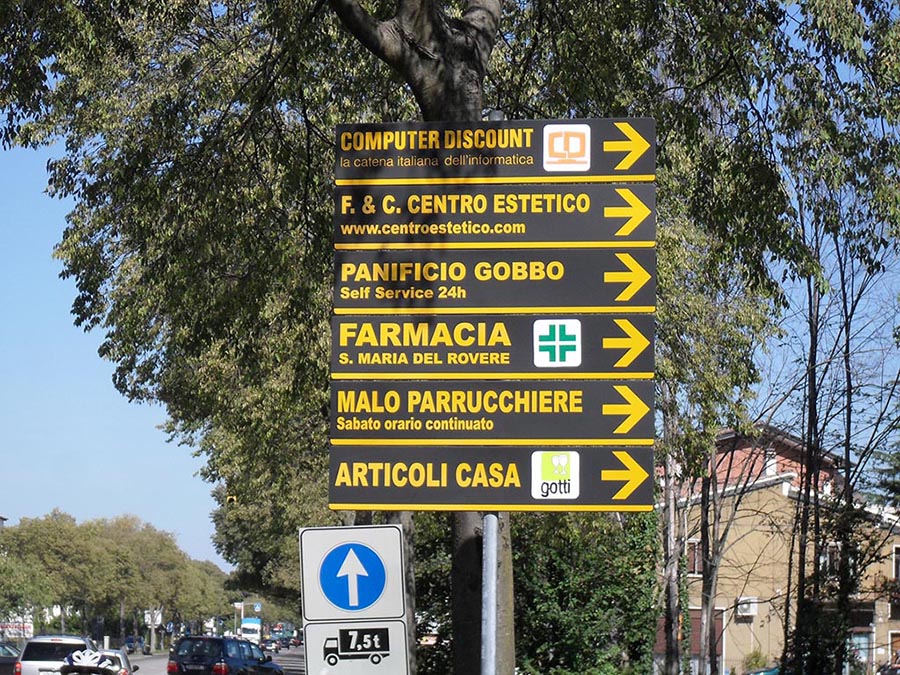 COMPUTER DISCOUNT CD
la catena italiana dell'informatica
F. & C. CENTRO ESTETICO
www.centroestetico.com
PANIFICIO GOBBO
Self Service 24h
FARMACIA
S. MARIA DEL ROVERE
MALO PARRUCCHIERE
Sabato orario continuato
ARTICOLI CASA gotti
7,5t